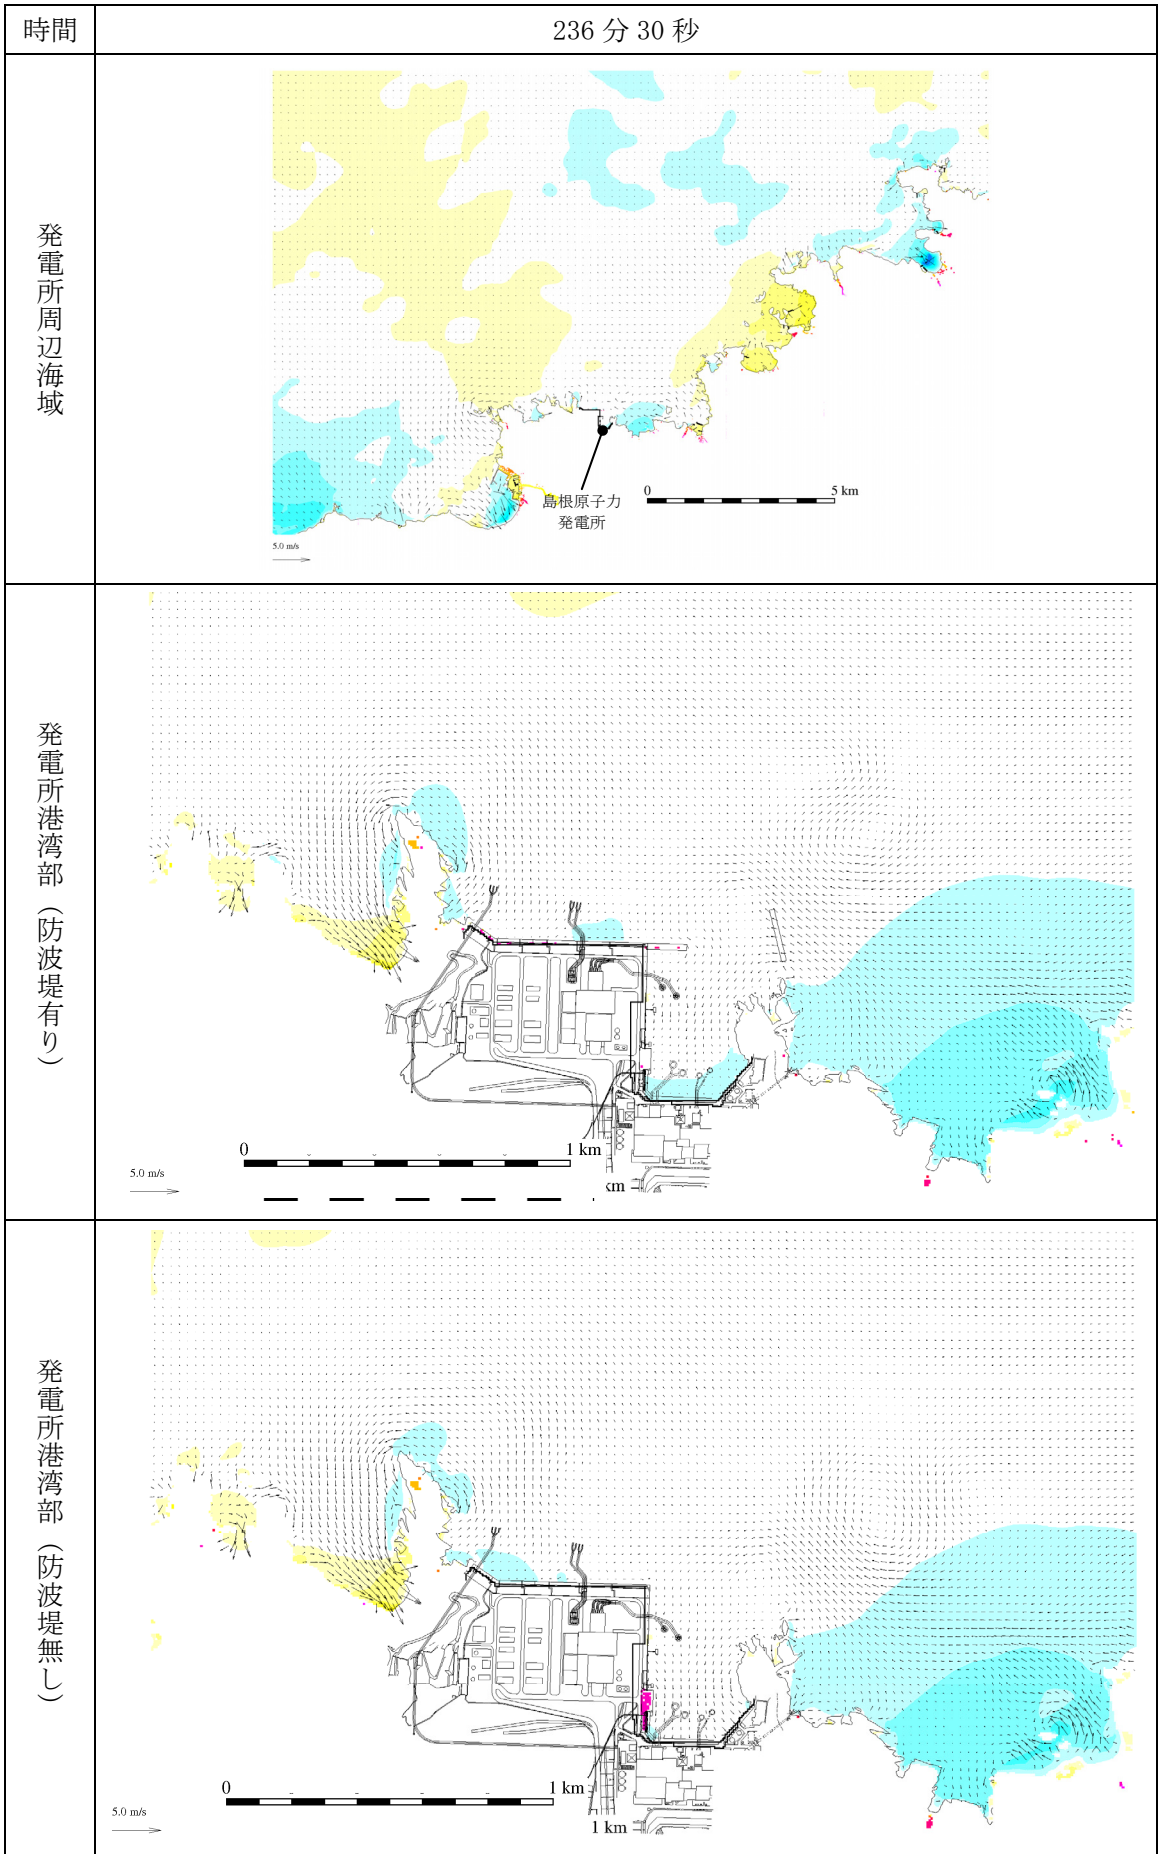 時間
236 分 30 秒
発電所周辺海域
島根原子力
発電所
0
5 km
5.0 m/s
発電所港湾部（防波堤有り）
0
1 km
km
5.0 m/s
発電所港湾部（防波堤無し）
0
1 km
1 km
5.0 m/s